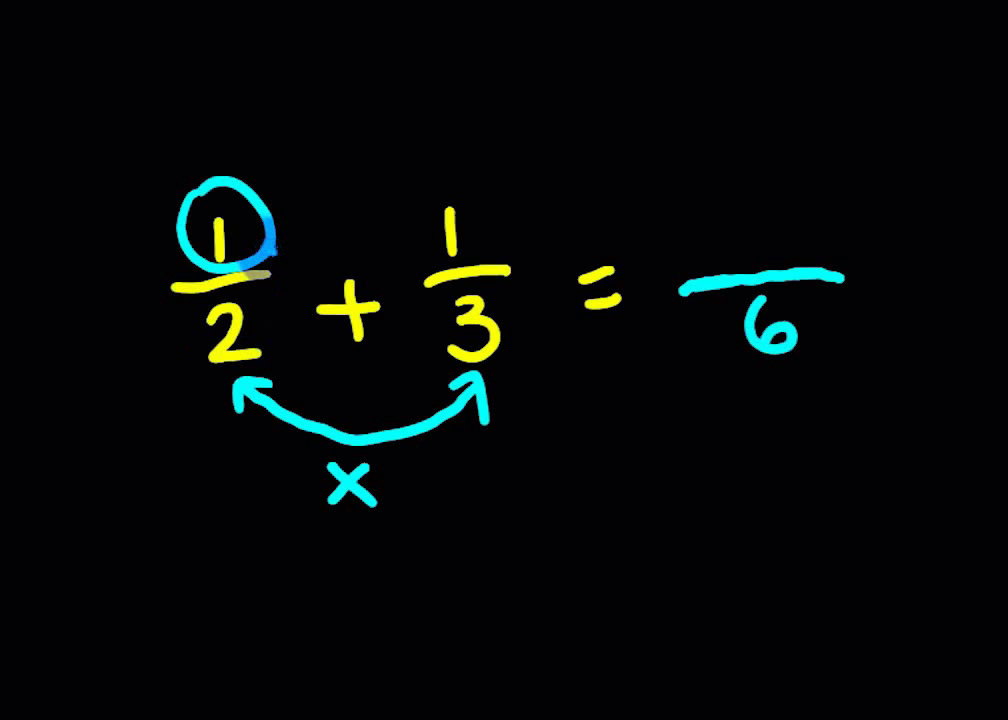 1/2 + 1/3 = /6
x